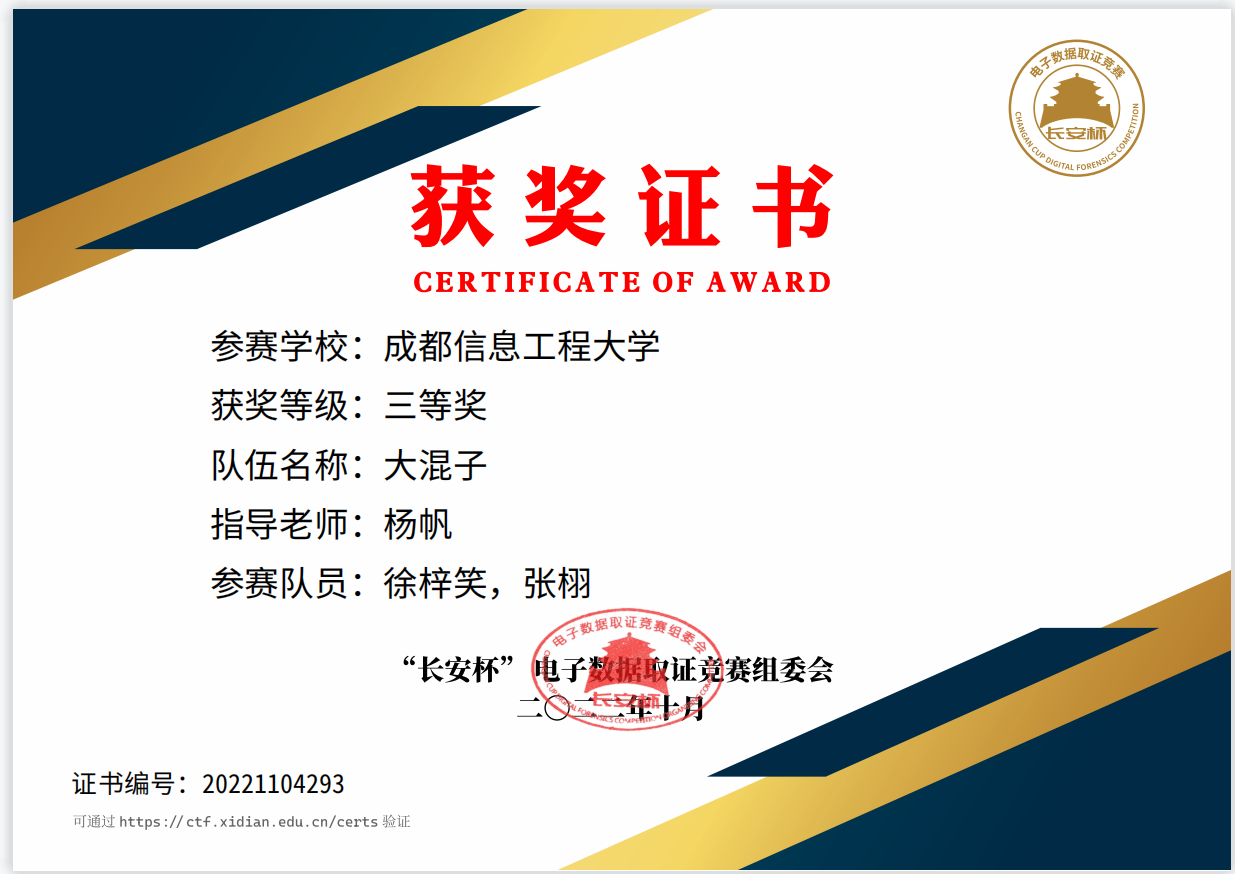 电子数据取证竞赛
长安杯
CHANGAN CUP DIGITAL FORENSICS COMPETITION
获奖证书
CERTIFICATE OF AWARD
参赛学校：成都信息工程大学
获奖等级：三等奖
队伍名称：大混子
指导老师：杨帆
参赛队员：徐梓笑，张栩
电子数据取证竞赛组委会
长安杯
“长安杯”电子数据取证竞赛组委会
二〇二二年十月
证书编号：20221104293
可通过 https://ctf.xidian.edu.cn/certs 验证